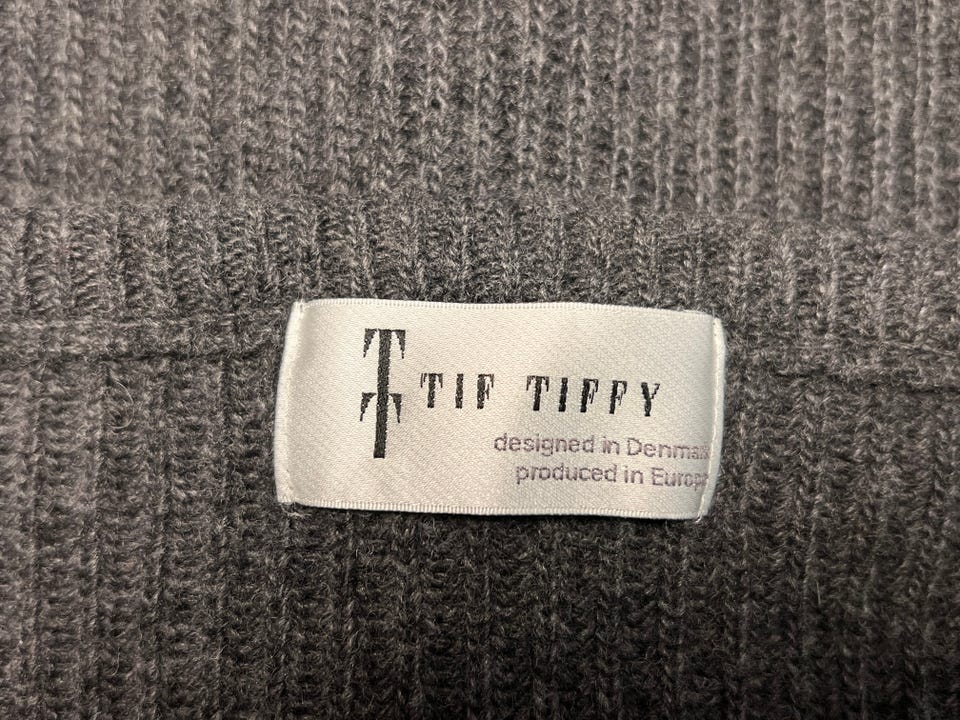 TIF TIFFY
designed in Denmark
produced in Europe